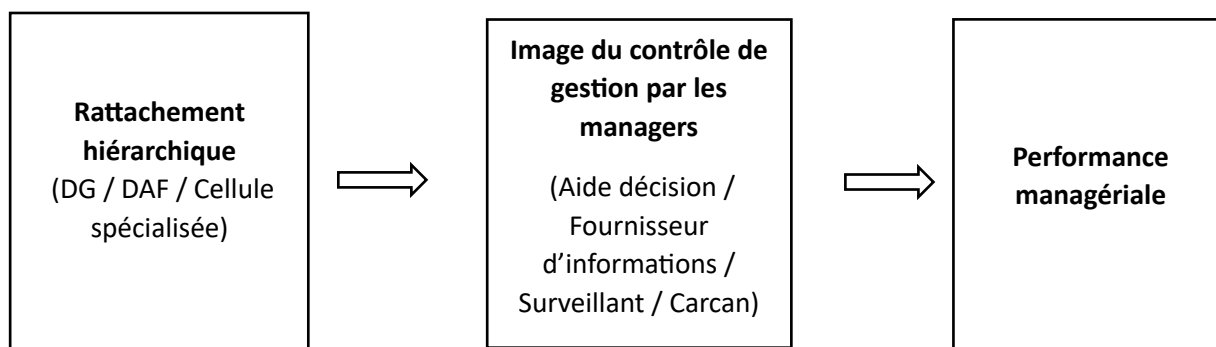 Rattachement
hiérarchique
(DG / DAF / Cellule
spécialisée)
Image du contrôle de
gestion par les
managers
(Aide décision /
Fournisseur
d’informations /
Surveillant / Carcan)
Performance
managériale